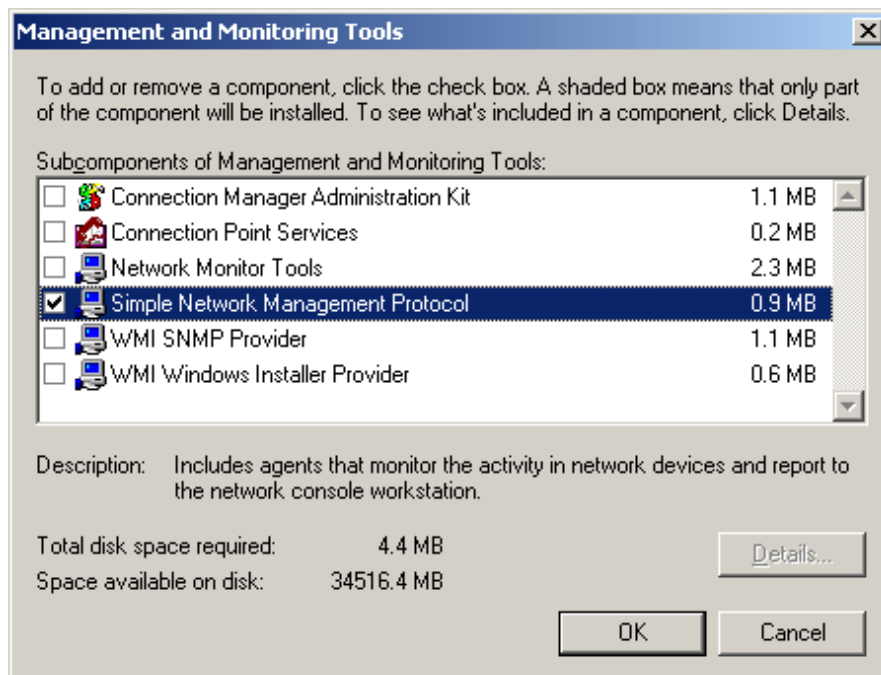 Management and Monitoring Tools
To add or remove a component, click the check box. A shaded box means that only part
of the component will be installed. To see what's included in a component, click Details.
Subcomponents of Management and Monitoring Tools:
Connection Manager Administration Kit 1.1 MB
Connection Point Services 0.2 MB
Network Monitor Tools 2.3 MB
Simple Network Management Protocol 0.9 MB
WMI SNMP Provider 1.1 MB
WMI Windows Installer Provider 0.6 MB
Description: Includes agents that monitor the activity in network devices and report to
the network console workstation.
Total disk space required: 4.4 MB
Details...
Space available on disk: 34516.4 MB
OK Cancel